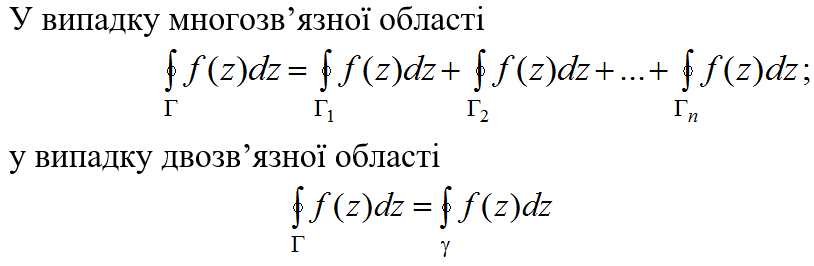 У випадку многозв’язної області
∮_Γ f(z)dz = ∮_Γ₁ f(z)dz + ∮_Γ₂ f(z)dz + ... + ∮_Γₙ f(z)dz;
у випадку двозв’язної області
∮_Γ f(z)dz = ∮_γ f(z)dz